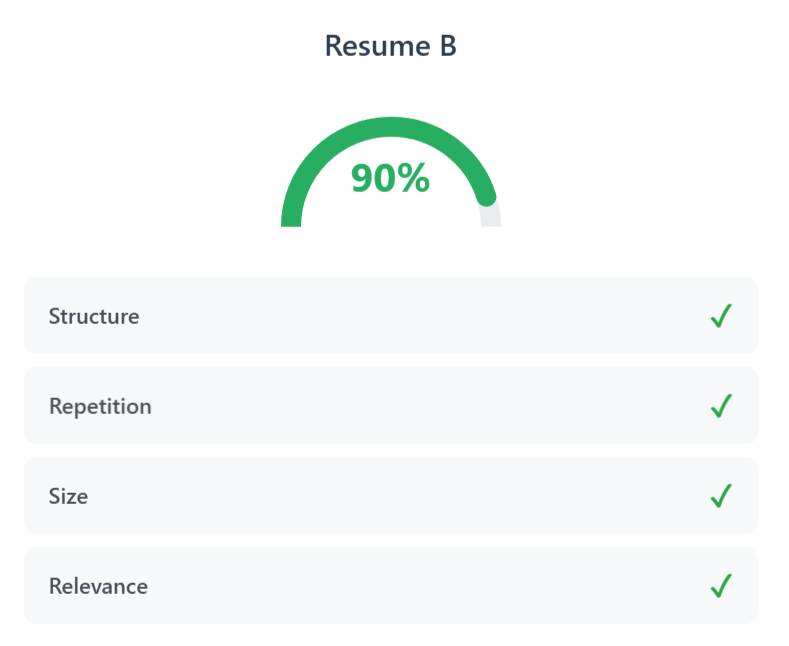 Resume B
90%
Structure ✓
Repetition ✓
Size ✓
Relevance ✓